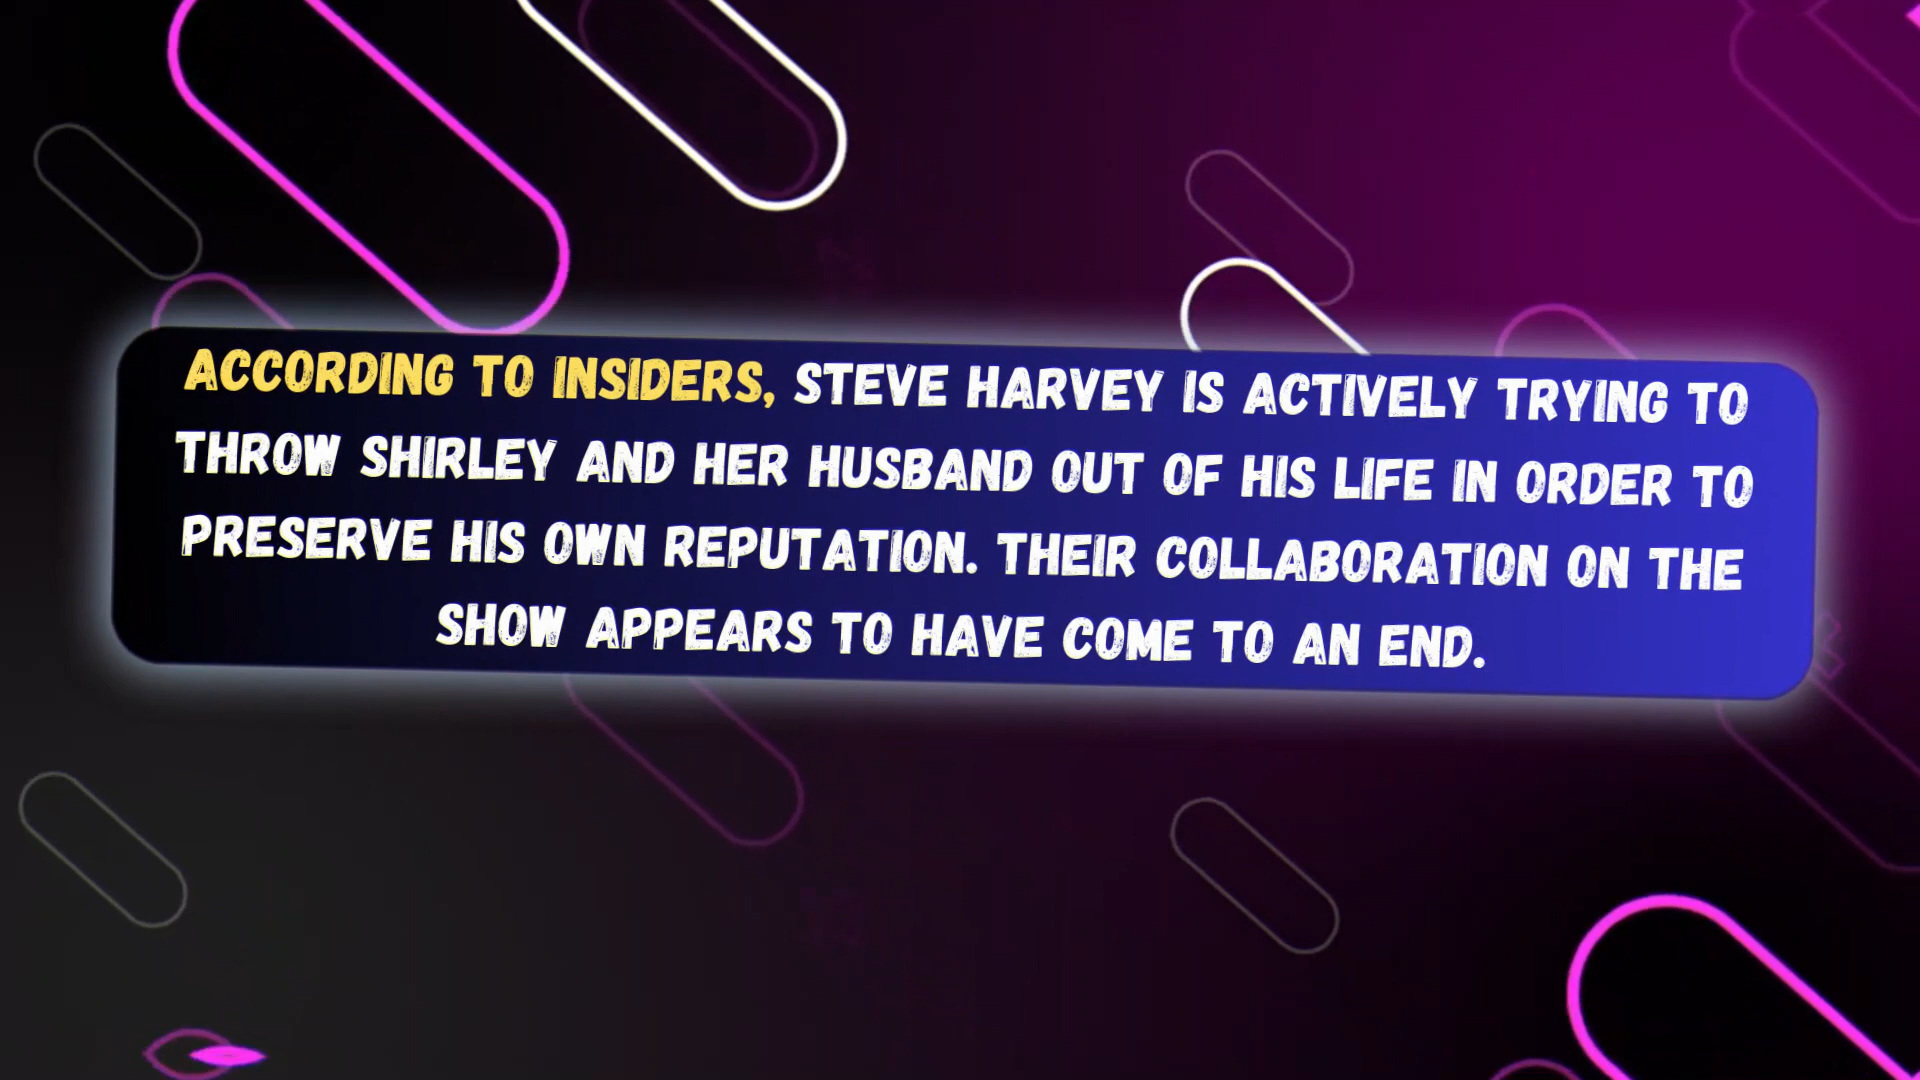 ACCORDING TO INSIDERS, STEVE HARVEY IS ACTIVELY TRYING TO
THROW SHIRLEY AND HER HUSBAND OUT OF HIS LIFE IN ORDER TO
PRESERVE HIS OWN REPUTATION. THEIR COLLABORATION ON THE
SHOW APPEARS TO HAVE COME TO AN END.